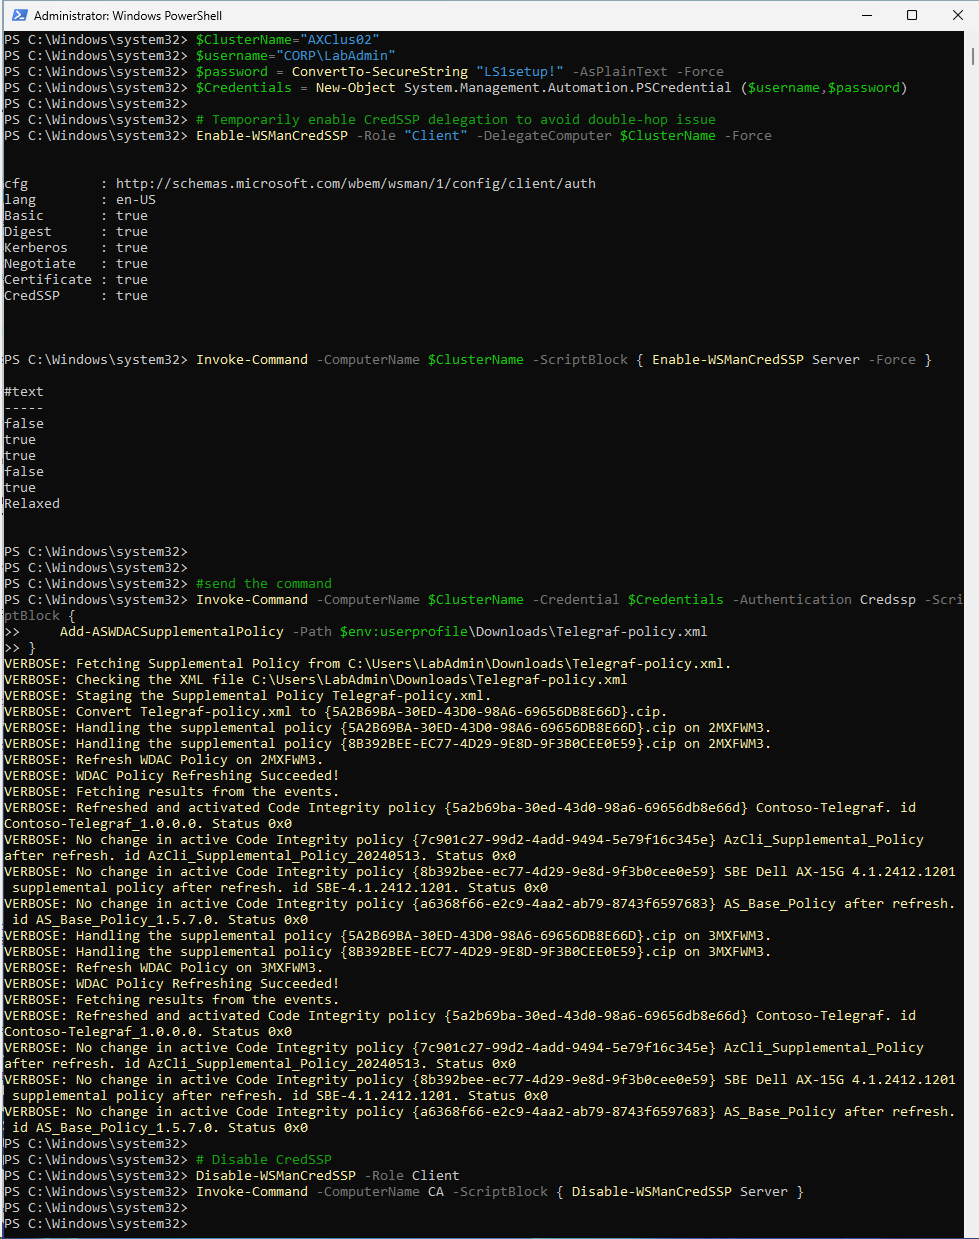 Administrator: Windows PowerShell
PS C:\Windows\system32> $ClusterName="AXClus02"
PS C:\Windows\system32> $username="CORP\LabAdmin"
PS C:\Windows\system32> $password = ConvertTo-SecureString "LS1setup!" -AsPlainText -Force
PS C:\Windows\system32> $Credentials = New-Object System.Management.Automation.PSCredential ($username,$password)
PS C:\Windows\system32>
PS C:\Windows\system32> # Temporarily enable CredSSP delegation to avoid double-hop issue
PS C:\Windows\system32> Enable-WSManCredSSP -Role "Client" -DelegateComputer $ClusterName -Force
cfg         : http://schemas.microsoft.com/wbem/wsman/1/config/client/auth
lang        : en-US
Basic       : true
Digest      : true
Kerberos    : true
Negotiate   : true
Certificate : true
CredSSP     : true
PS C:\Windows\system32> Invoke-Command -ComputerName $ClusterName -ScriptBlock { Enable-WSManCredSSP Server -Force }
#text
-----
false
true
true
false
true
Relaxed
PS C:\Windows\system32>
PS C:\Windows\system32>
PS C:\Windows\system32> #send the command
PS C:\Windows\system32> Invoke-Command -ComputerName $ClusterName -Credential $Credentials -Authentication Credssp -Scri
ptBlock {
>>     Add-ASWDACSupplementalPolicy -Path $env:userprofile\Downloads\Telegraf-policy.xml
>> }
VERBOSE: Fetching Supplemental Policy from C:\Users\LabAdmin\Downloads\Telegraf-policy.xml.
VERBOSE: Checking the XML file C:\Users\LabAdmin\Downloads\Telegraf-policy.xml
VERBOSE: Staging the Supplemental Policy Telegraf-policy.xml.
VERBOSE: Convert Telegraf-policy.xml to {5A2B69BA-30ED-43D0-98A6-69656DB8E66D}.cip.
VERBOSE: Handling the supplemental policy {5A2B69BA-30ED-43D0-98A6-69656DB8E66D}.cip on 2MXFWM3.
VERBOSE: Handling the supplemental policy {8B392BEE-EC77-4D29-9E8D-9F3B0CEE0E59}.cip on 2MXFWM3.
VERBOSE: Refresh WDAC Policy on 2MXFWM3.
VERBOSE: WDAC Policy Refreshing Succeeded!
VERBOSE: Fetching results from the events.
VERBOSE: Refreshed and activated Code Integrity policy {5a2b69ba-30ed-43d0-98a6-69656db8e66d} Contoso-Telegraf. id
Contoso-Telegraf_1.0.0.0. Status 0x0
VERBOSE: No change in active Code Integrity policy {7c901c27-99d2-4add-9494-5e79f16c345e} AzCli_Supplemental_Policy
after refresh. id AzCli_Supplemental_Policy_20240513. Status 0x0
VERBOSE: No change in active Code Integrity policy {8b392bee-ec77-4d29-9e8d-9f3b0cee0e59} SBE Dell AX-15G 4.1.2412.1201
 supplemental policy after refresh. id SBE-4.1.2412.1201. Status 0x0
VERBOSE: No change in active Code Integrity policy {a6368f66-e2c9-4aa2-ab79-8743f6597683} AS_Base_Policy after refresh.
 id AS_Base_Policy_1.5.7.0. Status 0x0
VERBOSE: Handling the supplemental policy {5A2B69BA-30ED-43D0-98A6-69656DB8E66D}.cip on 3MXFWM3.
VERBOSE: Handling the supplemental policy {8B392BEE-EC77-4D29-9E8D-9F3B0CEE0E59}.cip on 3MXFWM3.
VERBOSE: Refresh WDAC Policy on 3MXFWM3.
VERBOSE: WDAC Policy Refreshing Succeeded!
VERBOSE: Fetching results from the events.
VERBOSE: Refreshed and activated Code Integrity policy {5a2b69ba-30ed-43d0-98a6-69656db8e66d} Contoso-Telegraf. id
Contoso-Telegraf_1.0.0.0. Status 0x0
VERBOSE: No change in active Code Integrity policy {7c901c27-99d2-4add-9494-5e79f16c345e} AzCli_Supplemental_Policy
after refresh. id AzCli_Supplemental_Policy_20240513. Status 0x0
VERBOSE: No change in active Code Integrity policy {8b392bee-ec77-4d29-9e8d-9f3b0cee0e59} SBE Dell AX-15G 4.1.2412.1201
 supplemental policy after refresh. id SBE-4.1.2412.1201. Status 0x0
VERBOSE: No change in active Code Integrity policy {a6368f66-e2c9-4aa2-ab79-8743f6597683} AS_Base_Policy after refresh.
 id AS_Base_Policy_1.5.7.0. Status 0x0
PS C:\Windows\system32>
PS C:\Windows\system32> # Disable CredSSP
PS C:\Windows\system32> Disable-WSManCredSSP -Role Client
PS C:\Windows\system32> Invoke-Command -ComputerName CA -ScriptBlock { Disable-WSManCredSSP Server }
PS C:\Windows\system32>
PS C:\Windows\system32>